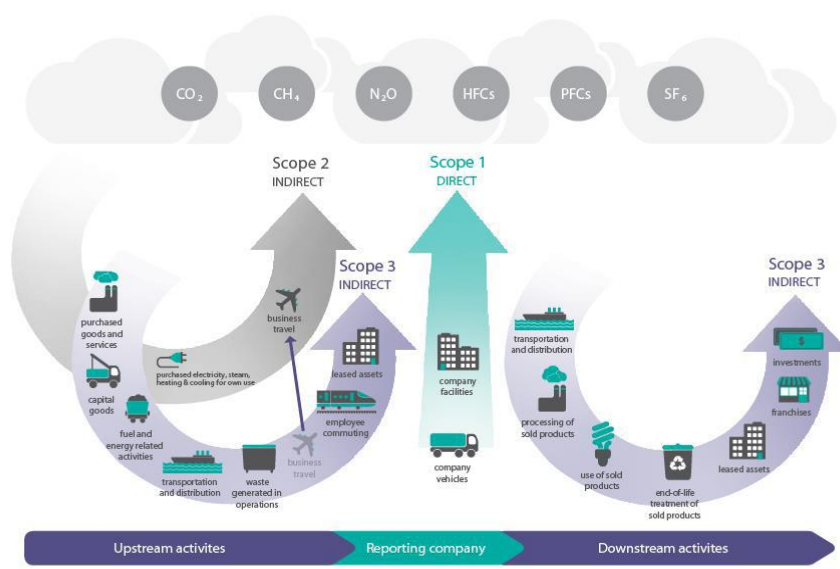 CO₂
CH₄
N₂O
HFCs
PFCs
SF₆
Scope 2
INDIRECT
Scope 1
DIRECT
Scope 3
INDIRECT
Scope 3
INDIRECT
purchased
goods and
services
capital
goods
fuel and
energy related
activities
transportation
and distribution
waste
generated in
operations
business
travel
employee
commuting
leased assets
business
travel
purchased electricity, steam,
heating & cooling for own use
company
facilities
company
vehicles
transportation
and distribution
processing of
sold products
use of sold
products
end-of-life
treatment of
sold products
leased assets
franchises
investments
$
Upstream activites
Reporting company
Downstream activites